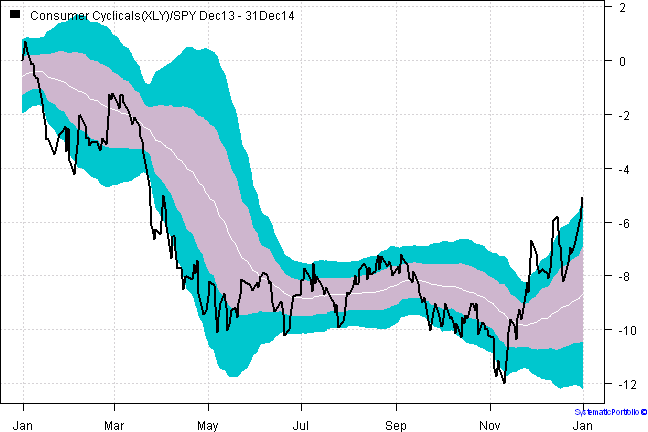 Consumer Cyclicals(XLY)/SPY Dec13 - 31Dec14
2
0
-2
-4
-6
-8
-10
-12
SystematicPortfolio ©
Jan Mar May Jul Sep Nov Jan